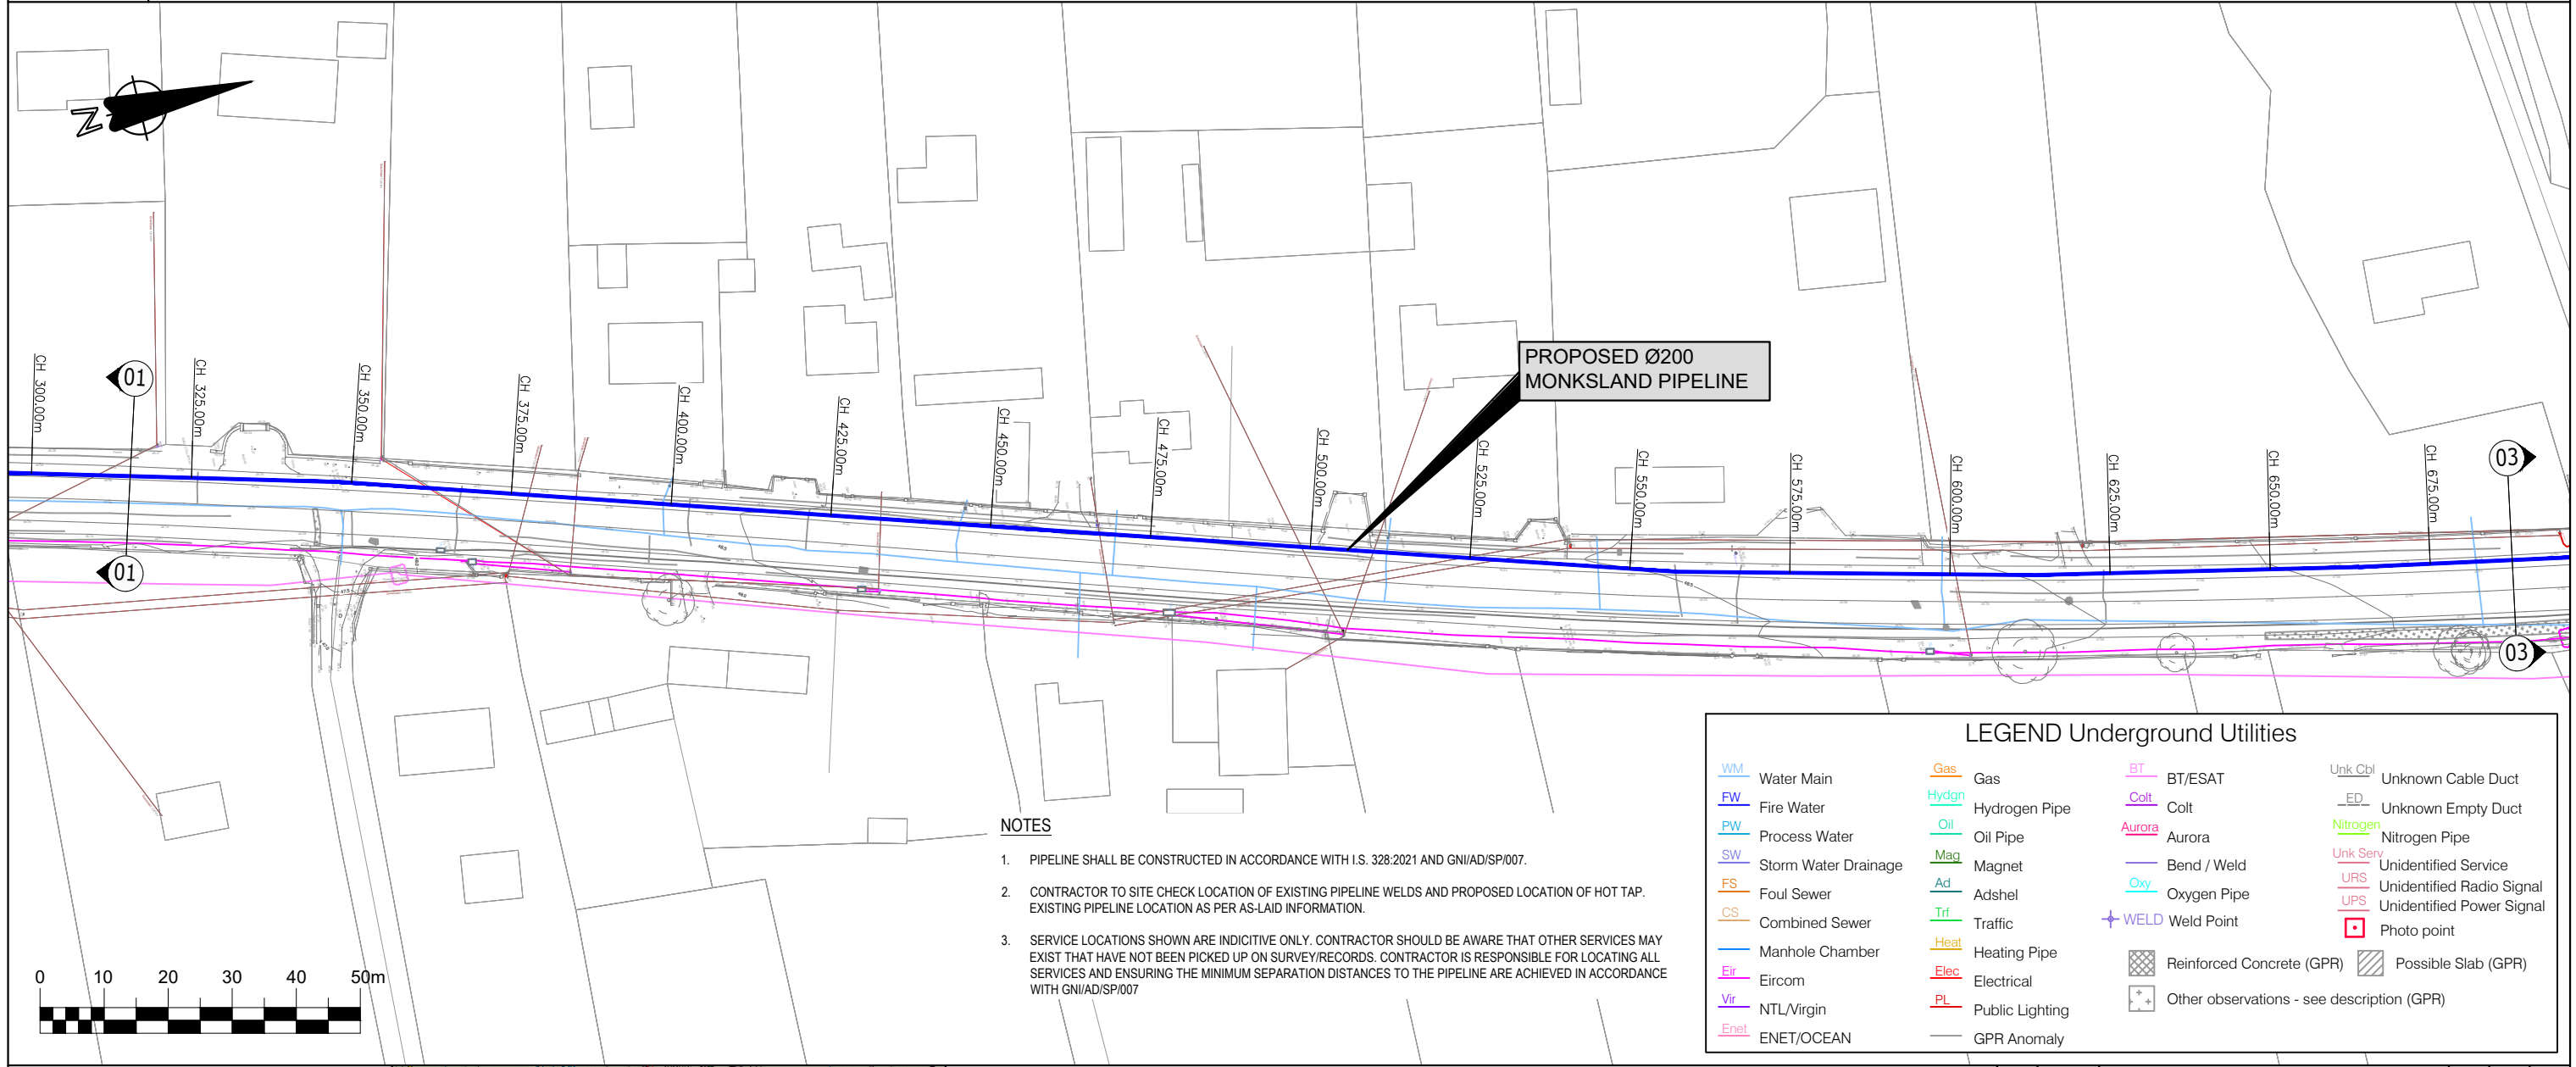 N
01
01
CH 300.00m
CH 325.00m
CH 350.00m
CH 375.00m
CH 400.00m
CH 425.00m
CH 450.00m
CH 475.00m
CH 500.00m
CH 525.00m
CH 550.00m
CH 575.00m
CH 600.00m
CH 625.00m
CH 650.00m
CH 675.00m
03
03
PROPOSED Ø200
MONKSLAND PIPELINE
NOTES
1. PIPELINE SHALL BE CONSTRUCTED IN ACCORDANCE WITH I.S. 328:2021 AND GNI/AD/SP/007.
2. CONTRACTOR TO SITE CHECK LOCATION OF EXISTING PIPELINE WELDS AND PROPOSED LOCATION OF HOT TAP.
EXISTING PIPELINE LOCATION AS PER AS-LAID INFORMATION.
3. SERVICE LOCATIONS SHOWN ARE INDICITIVE ONLY. CONTRACTOR SHOULD BE AWARE THAT OTHER SERVICES MAY
EXIST THAT HAVE NOT BEEN PICKED UP ON SURVEY/RECORDS. CONTRACTOR IS RESPONSIBLE FOR LOCATING ALL
SERVICES AND ENSURING THE MINIMUM SEPARATION DISTANCES TO THE PIPELINE ARE ACHIEVED IN ACCORDANCE
WITH GNI/AD/SP/007
0 10 20 30 40 50m
LEGEND Underground Utilities
WM Water Main
FW Fire Water
PW Process Water
SW Storm Water Drainage
FS Foul Sewer
CS Combined Sewer
Manhole Chamber
Eir Eircom
Vir NTL/Virgin
Enet ENET/OCEAN
Gas Gas
Hydgn Hydrogen Pipe
Oil Oil Pipe
Mag Magnet
Ad Adshel
Trf Traffic
Heat Heating Pipe
Elec Electrical
PL Public Lighting
GPR Anomaly
BT BT/ESAT
Colt Colt
Aurora Aurora
Bend / Weld
Oxy Oxygen Pipe
WELD Weld Point
Reinforced Concrete (GPR)
Other observations - see description (GPR)
Unk Cbl Unknown Cable Duct
ED Unknown Empty Duct
Nitrogen Nitrogen Pipe
Unk Serv Unidentified Service
URS Unidentified Radio Signal
UPS Unidentified Power Signal
Photo point
Possible Slab (GPR)